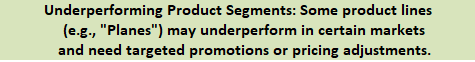 Underperforming Product Segments: Some product lines
(e.g., "Planes") may underperform in certain markets
and need targeted promotions or pricing adjustments.